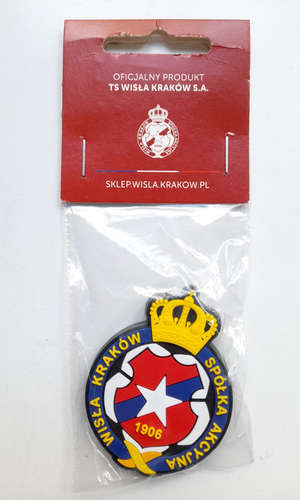 OFICJALNY PRODUKT
TS WISŁA KRAKÓW S.A.
SKLEP.WISLA.KRAKOW.PL
WISŁA KRAKÓW SPÓŁKA AKCYJNA
1906